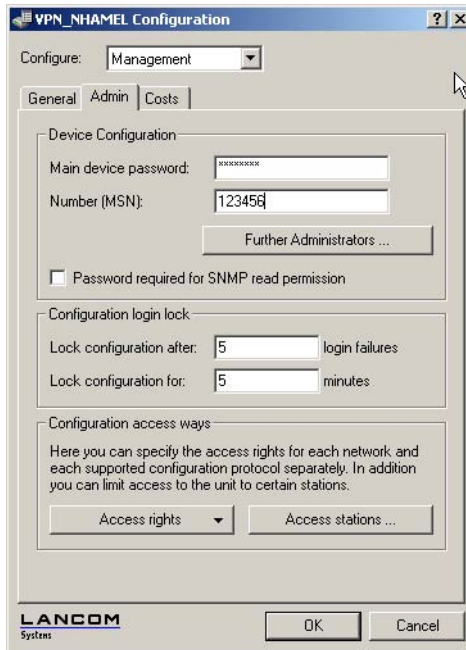 VPN_NHAMEL Configuration
Configure: Management
General Admin Costs
Device Configuration
Main device password: ********
Number (MSN): 123456
Further Administrators ...
Password required for SNMP read permission
Configuration login lock
Lock configuration after: 5 login failures
Lock configuration for: 5 minutes
Configuration access ways
Here you can specify the access rights for each network and
each supported configuration protocol separately. In addition
you can limit access to the unit to certain stations.
Access rights Access stations ...
LANCOM
Systems
OK Cancel